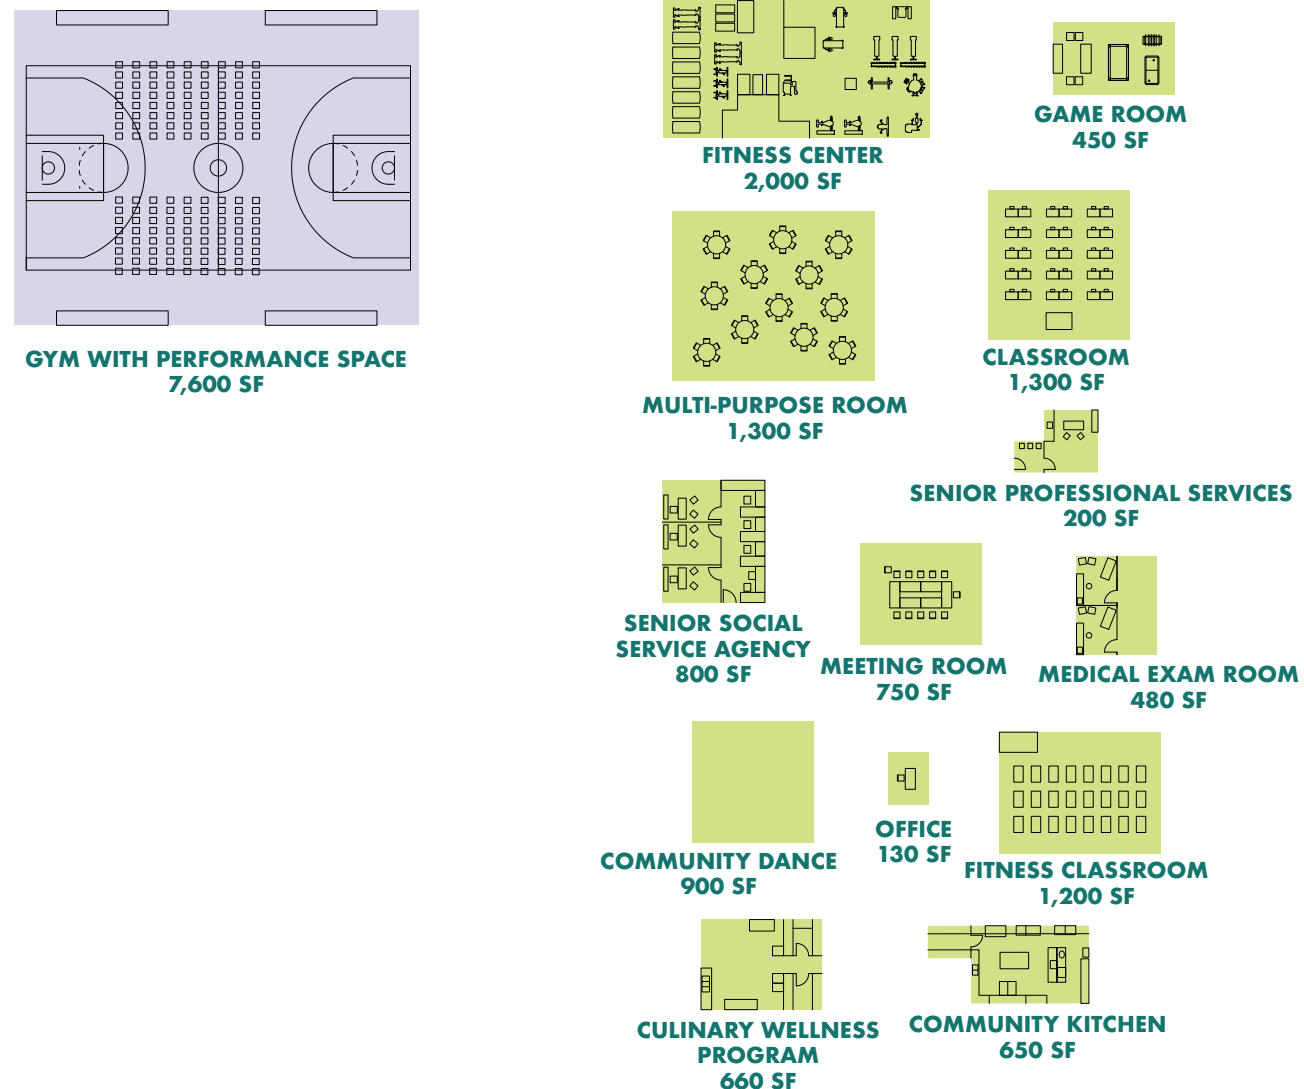 GYM WITH PERFORMANCE SPACE
7,600 SF
FITNESS CENTER
2,000 SF
GAME ROOM
450 SF
MULTI-PURPOSE ROOM
1,300 SF
CLASSROOM
1,300 SF
SENIOR PROFESSIONAL SERVICES
200 SF
SENIOR SOCIAL
SERVICE AGENCY
800 SF
MEETING ROOM
750 SF
MEDICAL EXAM ROOM
480 SF
COMMUNITY DANCE
900 SF
OFFICE
130 SF
FITNESS CLASSROOM
1,200 SF
CULINARY WELLNESS
PROGRAM
660 SF
COMMUNITY KITCHEN
650 SF